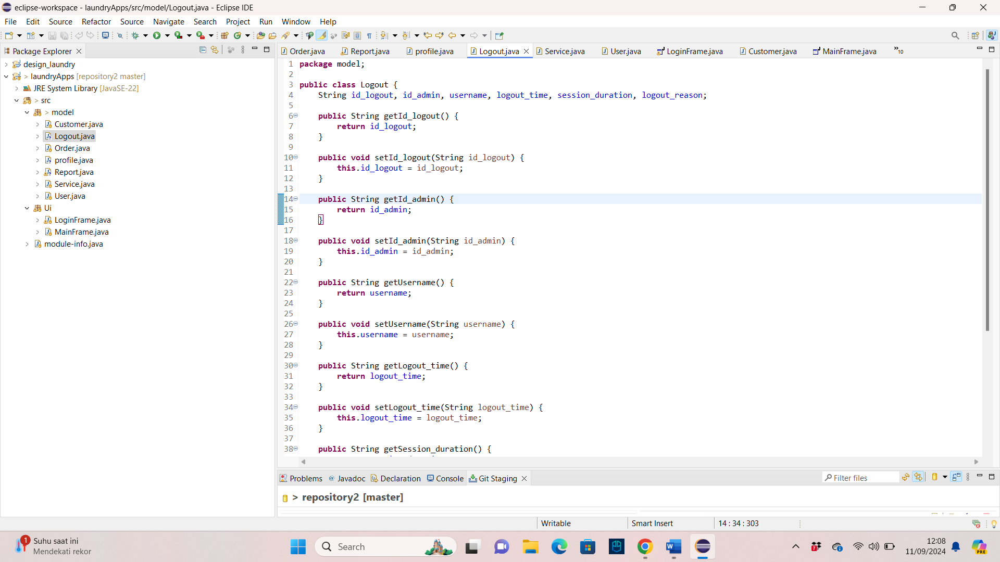 eclipse-workspace - laundryApps/src/model/Logout.java - Eclipse IDE
File Edit Source Refactor Source Navigate Search Project Run Window Help
Package Explorer
Order.java Report.java profile.java Logout.java Service.java User.java LoginFrame.java Customer.java MainFrame.java »10
design_laundry
> laundryApps [repository2 master]
JRE System Library [JavaSE-22]
> src
> model
Customer.java
Logout.java
Order.java
profile.java
Report.java
Service.java
User.java
Ui
LoginFrame.java
MainFrame.java
module-info.java
1 package model;
2
3 public class Logout {
4 String id_logout, id_admin, username, logout_time, session_duration, logout_reason;
5
6 public String getId_logout() {
7 return id_logout;
8 }
9
10 public void setId_logout(String id_logout) {
11 this.id_logout = id_logout;
12 }
13
14 public String getId_admin() {
15 return id_admin;
16 }
17
18 public void setId_admin(String id_admin) {
19 this.id_admin = id_admin;
20 }
21
22 public String getUsername() {
23 return username;
24 }
25
26 public void setUsername(String username) {
27 this.username = username;
28 }
29
30 public String getLogout_time() {
31 return logout_time;
32 }
33
34 public void setLogout_time(String logout_time) {
35 this.logout_time = logout_time;
36 }
37
38 public String getSession_duration() {
Problems Javadoc Declaration Console Git Staging
Filter files
> repository2 [master]
Writable Smart Insert 14 : 34 : 303
1
Suhu saat ini
Mendekati rekor
Search
7
12:08
11/09/2024
PRE